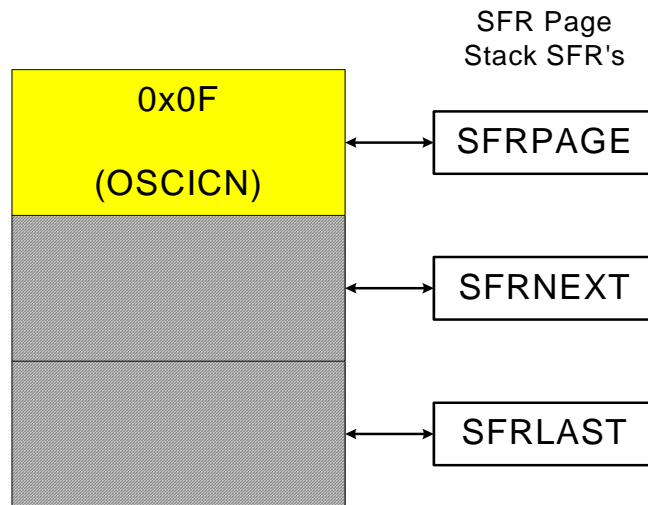 SFR Page
Stack SFR's
0x0F
(OSCICN)
SFRPAGE
SFRNEXT
SFRLAST